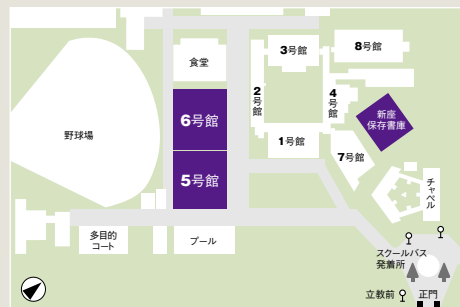 食堂
3号館
8号館
2号館
4号館
6号館
新座
保存書庫
野球場
1号館
7号館
5号館
チャペル
多目的
コート
プール
スクールバス
発着所
立教前
正門